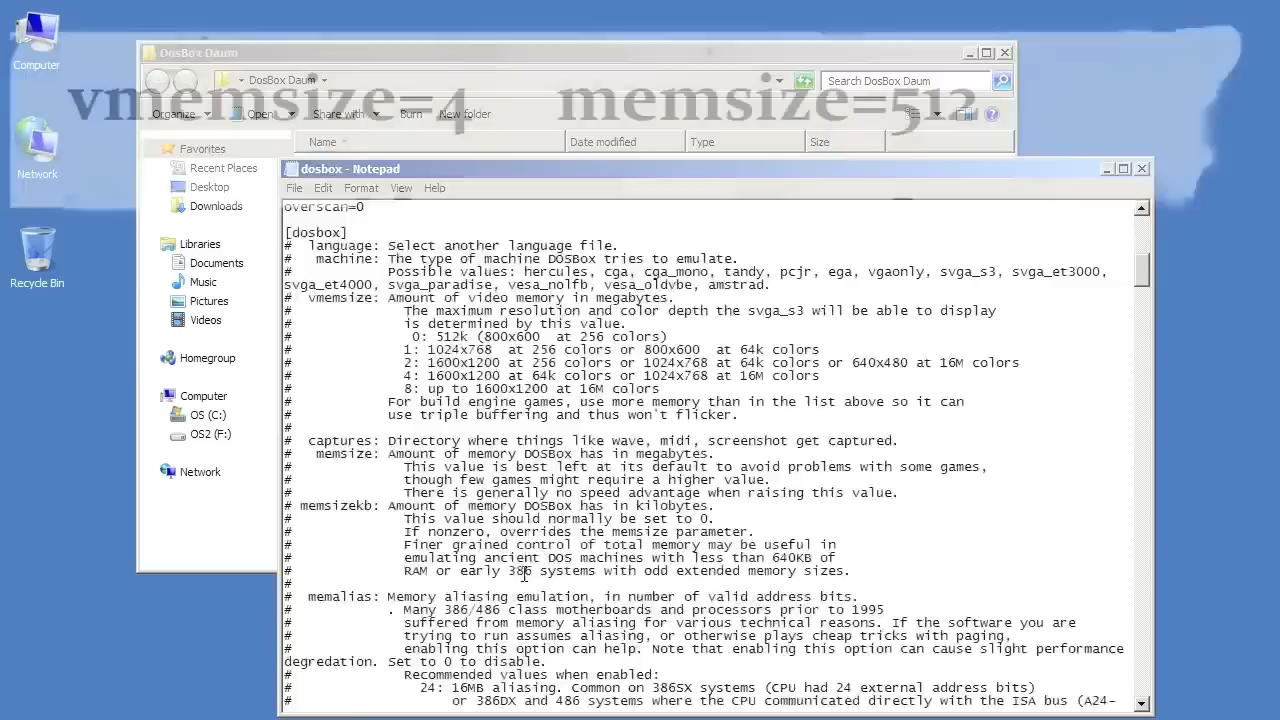 Computer
Network
Recycle Bin
vmemsize=4 memsize=512
DosBox Daum
DosBox Daum
Search DosBox Daum
Organize Open Share with Burn New folder
Name Date modified Type Size
Favorites
Recent Places
Desktop
Downloads
Libraries
Documents
Music
Pictures
Videos
Homegroup
Computer
OS (C:)
OS2 (F:)
Network
dosbox - Notepad
File Edit Format View Help
overscan=0
[dosbox]
# language: Select another language file.
# machine: The type of machine DOSBox tries to emulate.
# Possible values: hercules, cga, cga_mono, tandy, pcjr, ega, vgaonly, svga_s3, svga_et3000,
svga_et4000, svga_paradise, vesa_nolfb, vesa_oldvbe, amstrad.
# vmemsize: Amount of video memory in megabytes.
# The maximum resolution and color depth the svga_s3 will be able to display
# is determined by this value.
# 0: 512k (800x600 at 256 colors)
# 1: 1024x768 at 256 colors or 800x600 at 64k colors
# 2: 1600x1200 at 256 colors or 1024x768 at 64k colors or 640x480 at 16M colors
# 4: 1600x1200 at 64k colors or 1024x768 at 16M colors
# 8: up to 1600x1200 at 16M colors
# For build engine games, use more memory than in the list above so it can
# use triple buffering and this won't flicker.
#
# captures: Directory where things like wave, midi, screenshot get captured.
# memsize: Amount of memory DOSBox has in megabytes.
# This value is best left at its default to avoid problems with some games,
# though few games might require a higher value.
# There is generally no speed advantage when raising this value.
# memsizekb: Amount of memory DOSBox has in kilobytes.
# This value should normally be set to 0.
# If nonzero, overrides the memsize parameter.
# Finer grained control of total memory may be useful in
# emulating ancient DOS machines with less than 640KB of
# RAM or early 386 systems with odd extended memory sizes.
#
# memalias: Memory aliasing emulation, in number of valid address bits.
# . Many 386/486 class motherboards and processors prior to 1995
# suffered from memory aliasing for various technical reasons. If the software you are
# trying to run assumes aliasing, or otherwise plays cheap tricks with paging,
# enabling this option can help. Note that enabling this option can cause slight performance
degredation. Set to 0 to disable.
# Recommended values when enabled:
# 24: 16MB aliasing. Common on 386SX systems (CPU had 24 external address bits)
# or 386DX and 486 systems where the CPU communicated directly with the ISA bus (A24-